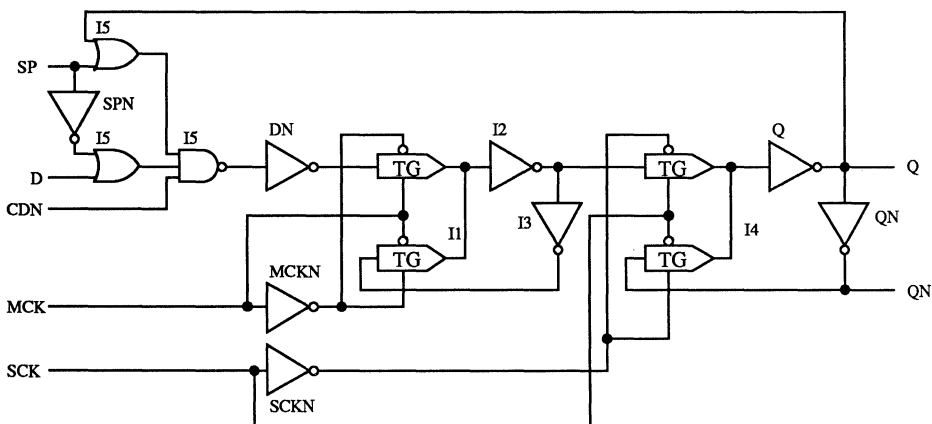 I5
SP
SPN
I5
I5
DN
I2
Q
TG
TG
Q
D
CDN
I3
QN
I1
I4
TG
TG
MCKN
MCK
QN
SCK
SCKN